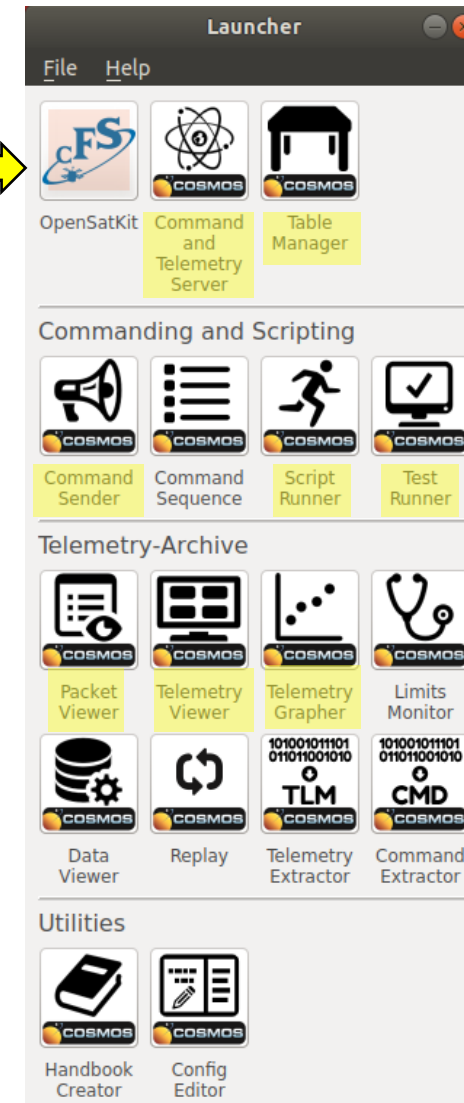 Launcher
File Help
cFS
COSMOS COSMOS
OpenSatKit Command Table
and Manager
Telemetry
Server
Commanding and Scripting
COSMOS COSMOS COSMOS COSMOS
Command Command Script Test
Sender Sequence Runner Runner
Telemetry-Archive
COSMOS COSMOS COSMOS COSMOS
Packet Telemetry Telemetry Limits
Viewer Viewer Grapher Monitor
101001011101 101001011101
011011001010 011011001010
TLM CMD
COSMOS COSMOS COSMOS COSMOS
Data Replay Telemetry Command
Viewer Extractor Extractor
Utilities
COSMOS COSMOS
Handbook Config
Creator Editor